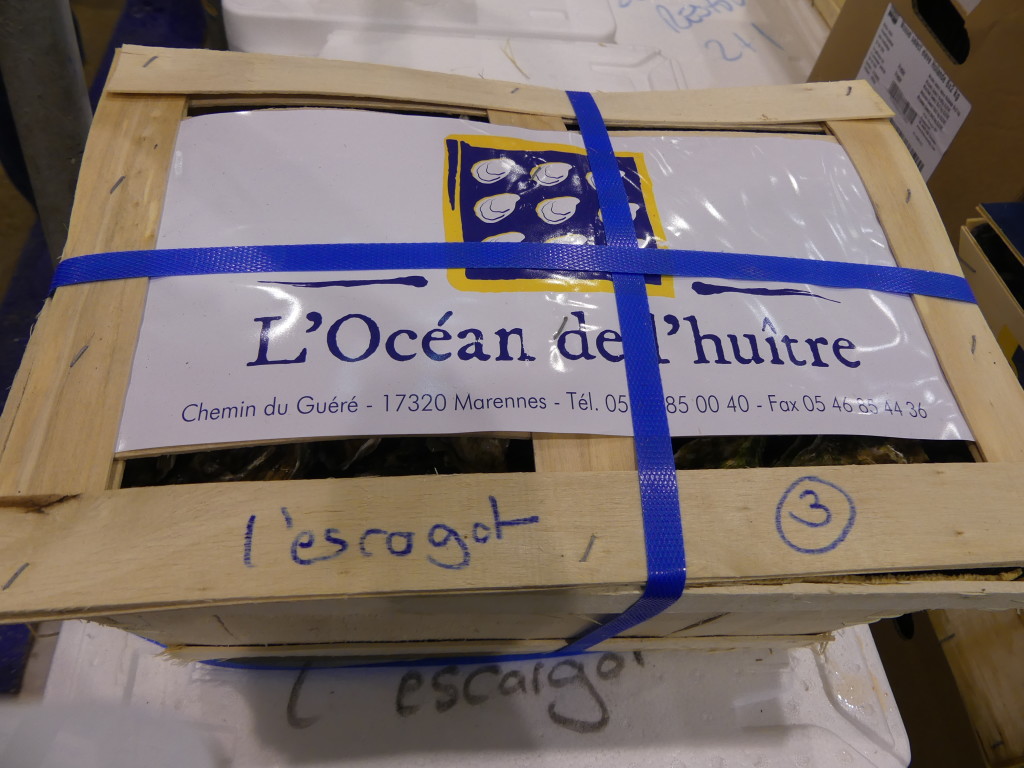 L'Océan de l'huître
Chemin du Guéré - 17320 Marennes - Tél. 05 85 00 40 - Fax 05 46 85 44 36
l'escagot
3
l'escargot
241